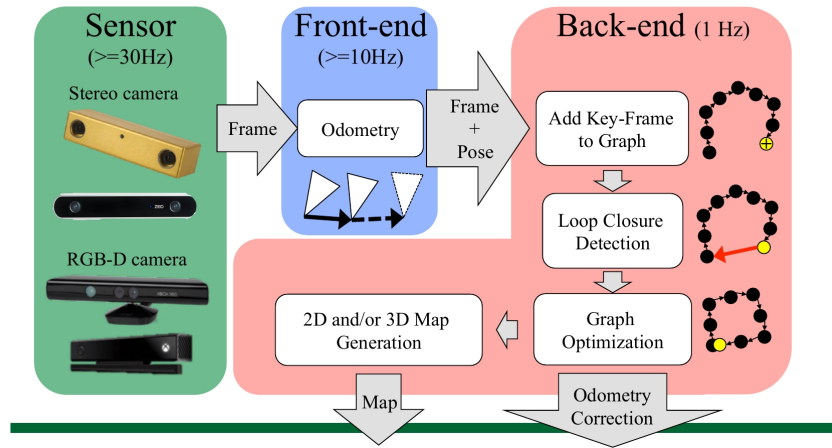 Sensor
(>=30Hz)
Stereo camera
ZED
RGB-D camera
Frame
Front-end
(>=10Hz)
Odometry
Frame
+
Pose
Back-end (1 Hz)
Add Key-Frame
to Graph
Loop Closure
Detection
Graph
Optimization
2D and/or 3D Map
Generation
Map
Odometry
Correction